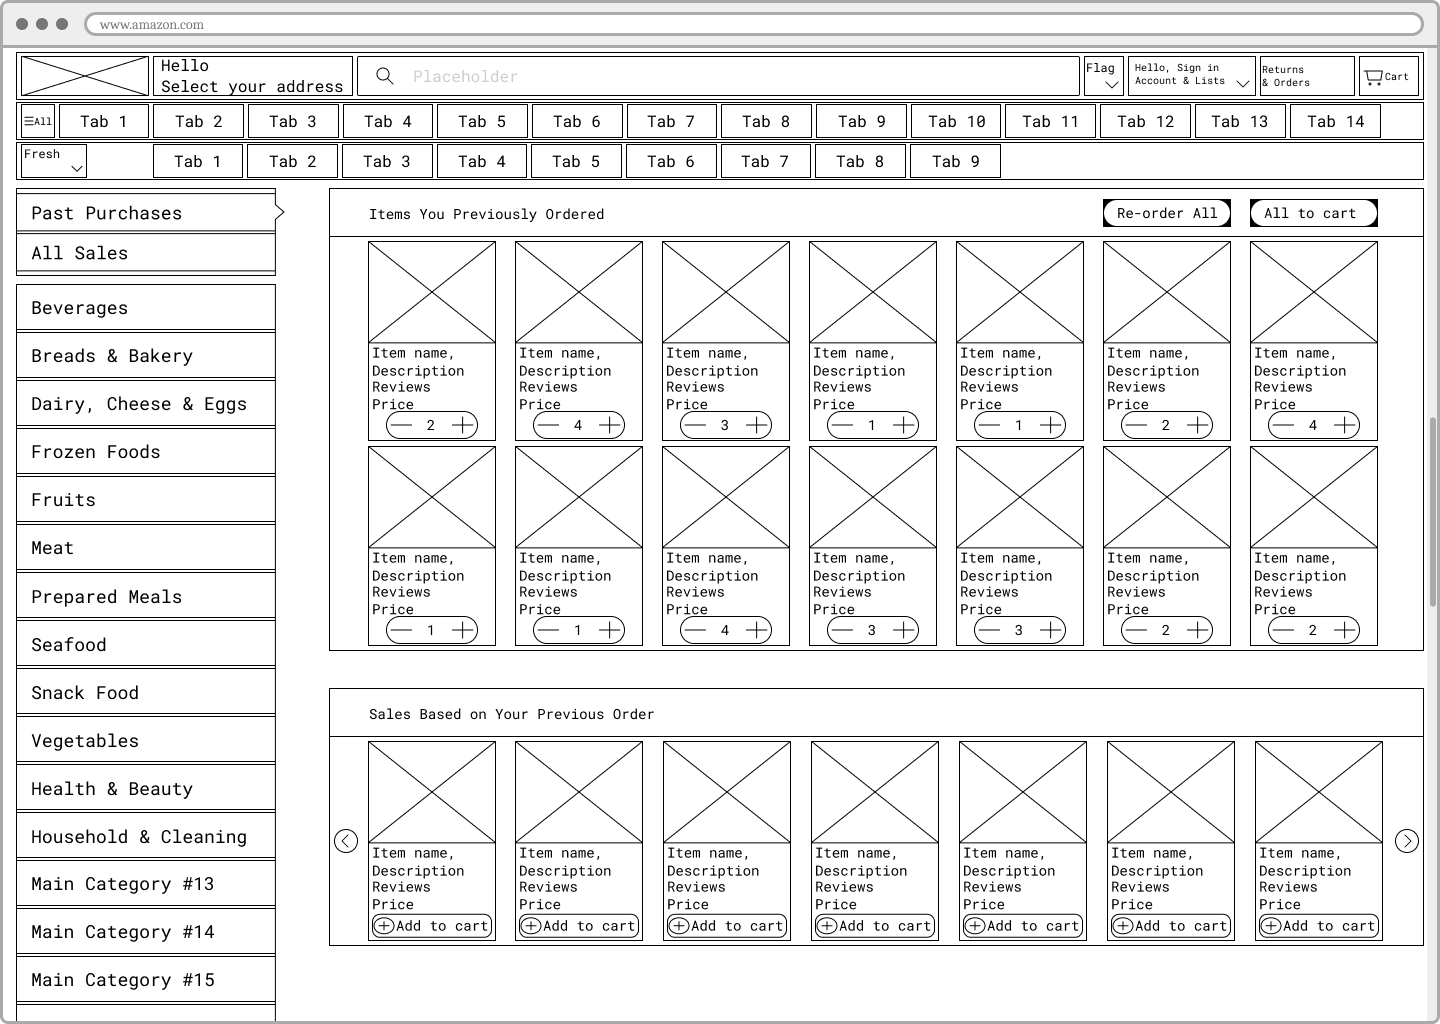 www.amazon.com
Hello
Select your address
Placeholder
Flag
Hello, Sign in
Account & Lists
Returns
& Orders
Cart
All
Tab 1
Tab 2
Tab 3
Tab 4
Tab 5
Tab 6
Tab 7
Tab 8
Tab 9
Tab 10
Tab 11
Tab 12
Tab 13
Tab 14
Fresh
Tab 1
Tab 2
Tab 3
Tab 4
Tab 5
Tab 6
Tab 7
Tab 8
Tab 9
Past Purchases
All Sales
Beverages
Breads & Bakery
Dairy, Cheese & Eggs
Frozen Foods
Fruits
Meat
Prepared Meals
Seafood
Snack Food
Vegetables
Health & Beauty
Household & Cleaning
Main Category #13
Main Category #14
Main Category #15
Items You Previously Ordered
Re-order All
All to cart
Item name,
Description
Reviews
Price
2
Item name,
Description
Reviews
Price
4
Item name,
Description
Reviews
Price
3
Item name,
Description
Reviews
Price
1
Item name,
Description
Reviews
Price
1
Item name,
Description
Reviews
Price
2
Item name,
Description
Reviews
Price
4
Item name,
Description
Reviews
Price
1
Item name,
Description
Reviews
Price
1
Item name,
Description
Reviews
Price
4
Item name,
Description
Reviews
Price
3
Item name,
Description
Reviews
Price
3
Item name,
Description
Reviews
Price
2
Item name,
Description
Reviews
Price
2
Sales Based on Your Previous Order
Item name,
Description
Reviews
Price
Add to cart
Item name,
Description
Reviews
Price
Add to cart
Item name,
Description
Reviews
Price
Add to cart
Item name,
Description
Reviews
Price
Add to cart
Item name,
Description
Reviews
Price
Add to cart
Item name,
Description
Reviews
Price
Add to cart
Item name,
Description
Reviews
Price
Add to cart